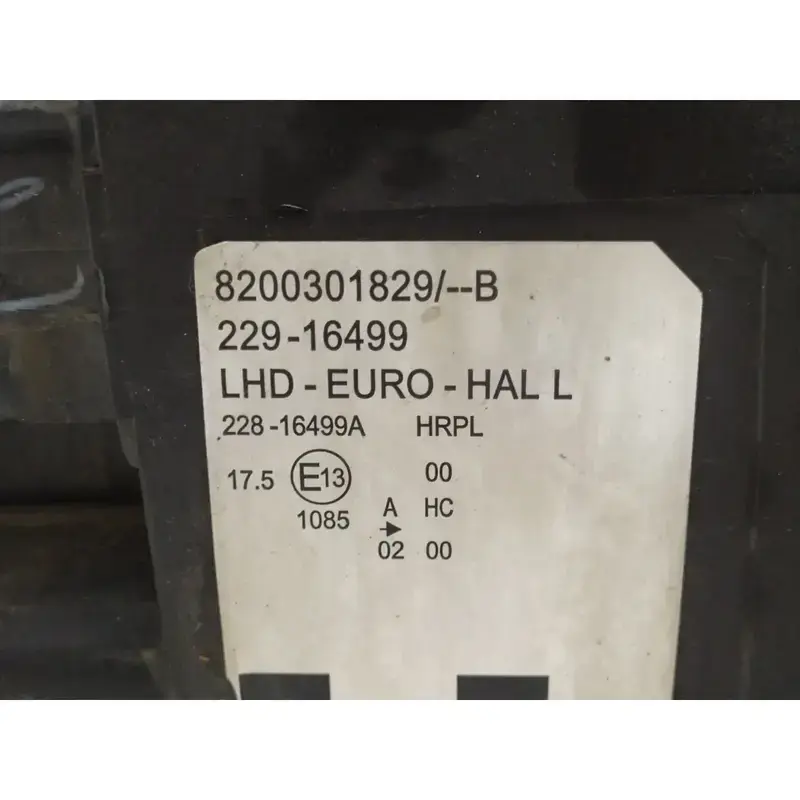 8200301829/--B
229-16499
LHD - EURO - HAL L
228-16499A HRPL
17.5 E13 00
1085 A HC
→
02 00